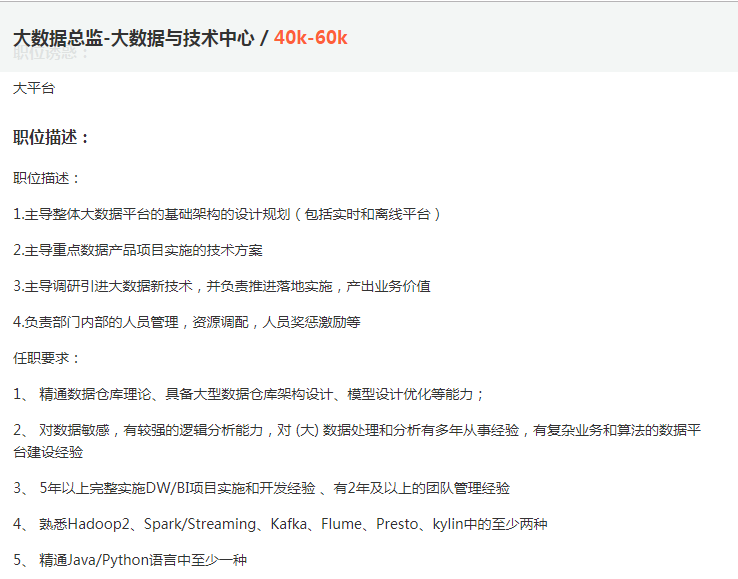 大数据总监-大数据与技术中心 / 40k-60k
职位诱惑：
大平台
职位描述：
职位描述：
1.主导整体大数据平台的基础架构的设计规划（包括实时和离线平台）
2.主导重点数据产品项目实施的技术方案
3.主导调研引进大数据新技术，并负责推进落地实施，产出业务价值
4.负责部门内部的人员管理，资源调配，人员奖惩激励等
任职要求：
1、 精通数据仓库理论、具备大型数据仓库架构设计、模型设计优化等能力；
2、 对数据敏感，有较强的逻辑分析能力，对 (大) 数据处理和分析有多年从事经验，有复杂业务和算法的数据平
台建设经验
3、 5年以上完整实施DW/BI项目实施和开发经验 、有2年及以上的团队管理经验
4、 熟悉Hadoop2、Spark/Streaming、Kafka、Flume、Presto、kylin中的至少两种
5、 精通Java/Python语言中至少一种